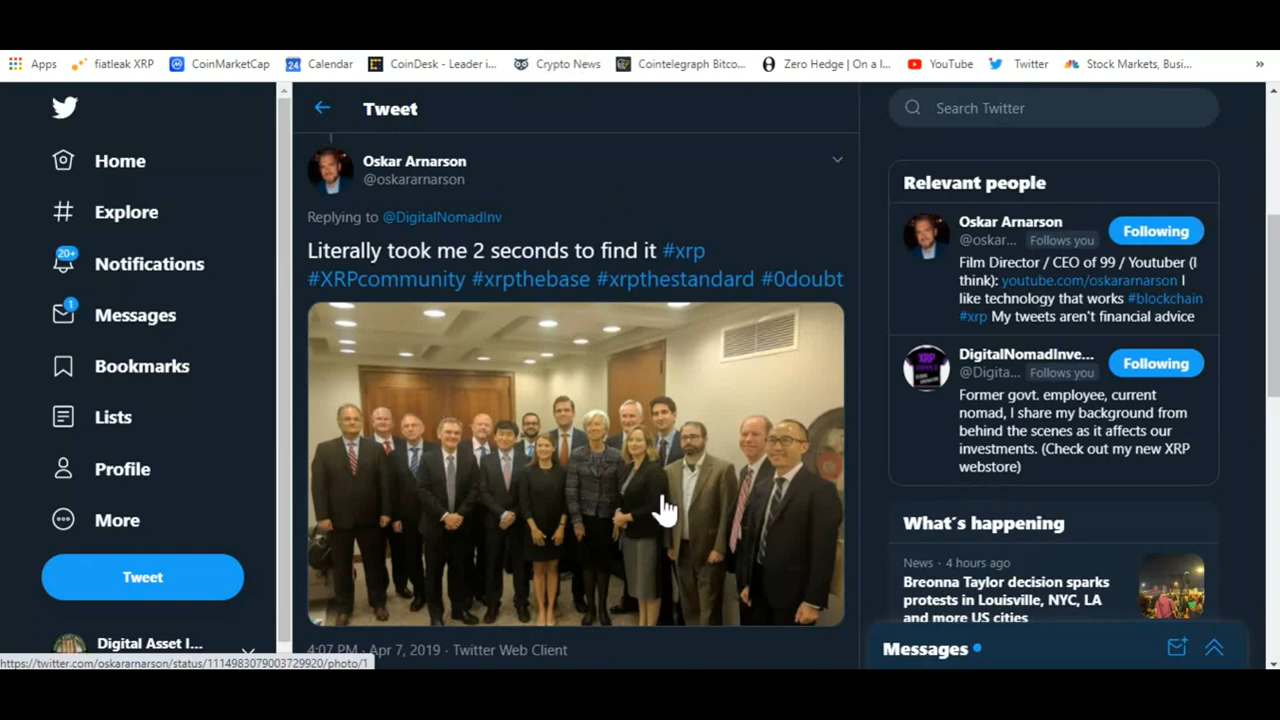 Apps fiatleak XRP CoinMarketCap Calendar CoinDesk - Leader i... Crypto News Cointelegraph Bitco... Zero Hedge | On a l... YouTube Twitter Stock Markets, Busi... »
Home
Explore
20+
Notifications
1
Messages
Bookmarks
Lists
Profile
More
Tweet
Digital Asset I...
https://twitter.com/oskararnarson/status/1114983079003729920/photo/1
Tweet
Oskar Arnarson
@oskararnarson
Replying to @DigitalNomadInv
Literally took me 2 seconds to find it #xrp
#XRPcommunity #xrpthebase #xrpthestandard #0doubt
4:07 PM · Apr 7, 2019 · Twitter Web Client
Search Twitter
Relevant people
Oskar Arnarson
@oskar... Follows you
Following
Film Director / CEO of 99 / Youtuber (I
think): youtube.com/oskararnarson I
like technology that works #blockchain
#xrp My tweets aren't financial advice
DigitalNomadInve...
@Digita... Follows you
Following
Former govt. employee, current
nomad, I share my background from
behind the scenes as it affects our
investments. (Check out my new XRP
webstore)
What's happening
News · 4 hours ago
Breonna Taylor decision sparks
protests in Louisville, NYC, LA
and more US cities
Messages